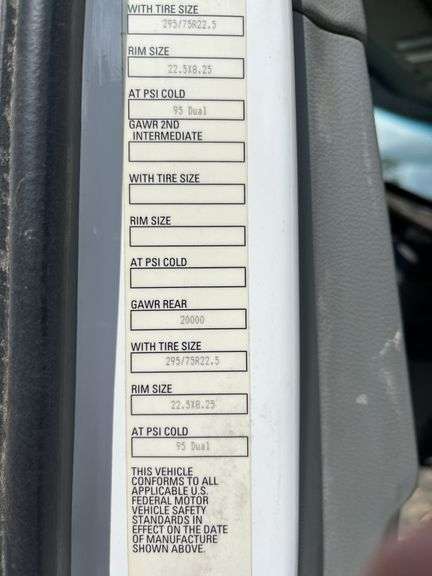 WITH TIRE SIZE
295/75R22.5
RIM SIZE
22.5X8.25
AT PSI COLD
95 Dual
GAWR 2ND
INTERMEDIATE
WITH TIRE SIZE
RIM SIZE
AT PSI COLD
GAWR REAR
20000
WITH TIRE SIZE
295/75R22.5
RIM SIZE
22.5X8.25
AT PSI COLD
95 Dual
THIS VEHICLE
CONFORMS TO ALL
APPLICABLE U.S.
FEDERAL MOTOR
VEHICLE SAFETY
STANDARDS IN
EFFECT ON THE DATE
OF MANUFACTURE
SHOWN ABOVE.